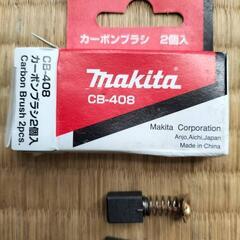 カーボンブラシ 2個入
CB-408
カーボンブラシ2個入
Carbon Brush 2pcs.
makita
CB-408
Makita Corporation
Anjo,Aichi,Japan
Made in China